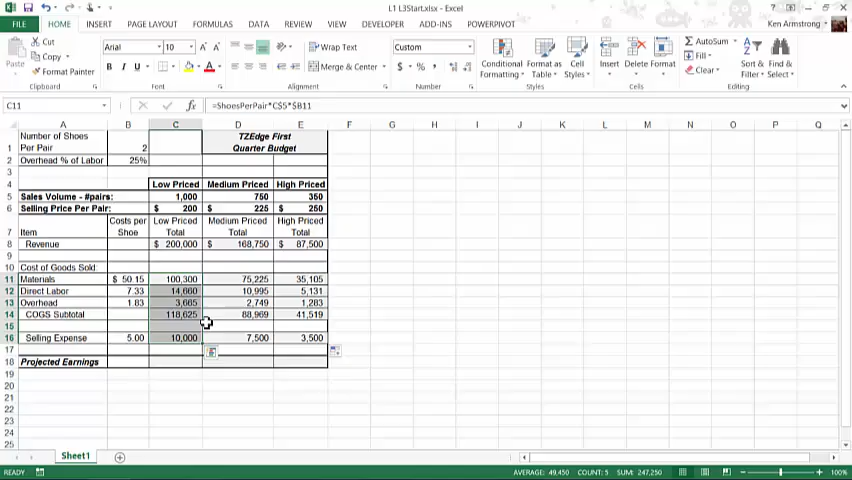 L1 L3Start.xlsx - Excel
FILE HOME INSERT PAGE LAYOUT FORMULAS DATA REVIEW VIEW DEVELOPER ADD-INS POWERPIVOT Ken Armstrong
Paste Cut Copy Format Painter Clipboard
Arial 10 B I U A Font
Wrap Text Merge & Center Alignment
Custom $ % , Number
Conditional Formatting Format as Table Cell Styles Styles
Insert Delete Format Cells
AutoSum Fill Clear Sort & Filter Find & Select Editing
C11 fx =ShoesPerPair*C$5*$B11
A B C D E F G H I J K L M N O P Q
1 Number of Shoes Per Pair 2 TZEdge First Quarter Budget
2 Overhead % of Labor 25%
3
4 Low Priced Medium Priced High Priced
5 Sales Volume - #pairs: 1,000 750 350
6 Selling Price Per Pair: $ 200 $ 225 $ 250
7 Item Costs per Shoe Low Priced Total Medium Priced Total High Priced Total
8 Revenue $ 200,000 $ 168,750 $ 87,500
9
10 Cost of Goods Sold
11 Materials $ 50.15 100,300 75,225 35,105
12 Direct Labor 7.33 14,660 10,995 5,131
13 Overhead 1.83 3,665 2,749 1,283
14 COGS Subtotal 118,625 88,969 41,519
15
16 Selling Expense 5.00 10,000 7,500 3,500
17
18 Projected Earnings
19
20
21
22
23
24
25
Sheet1
READY AVERAGE: 49,450 COUNT: 5 SUM: 247,250 100%